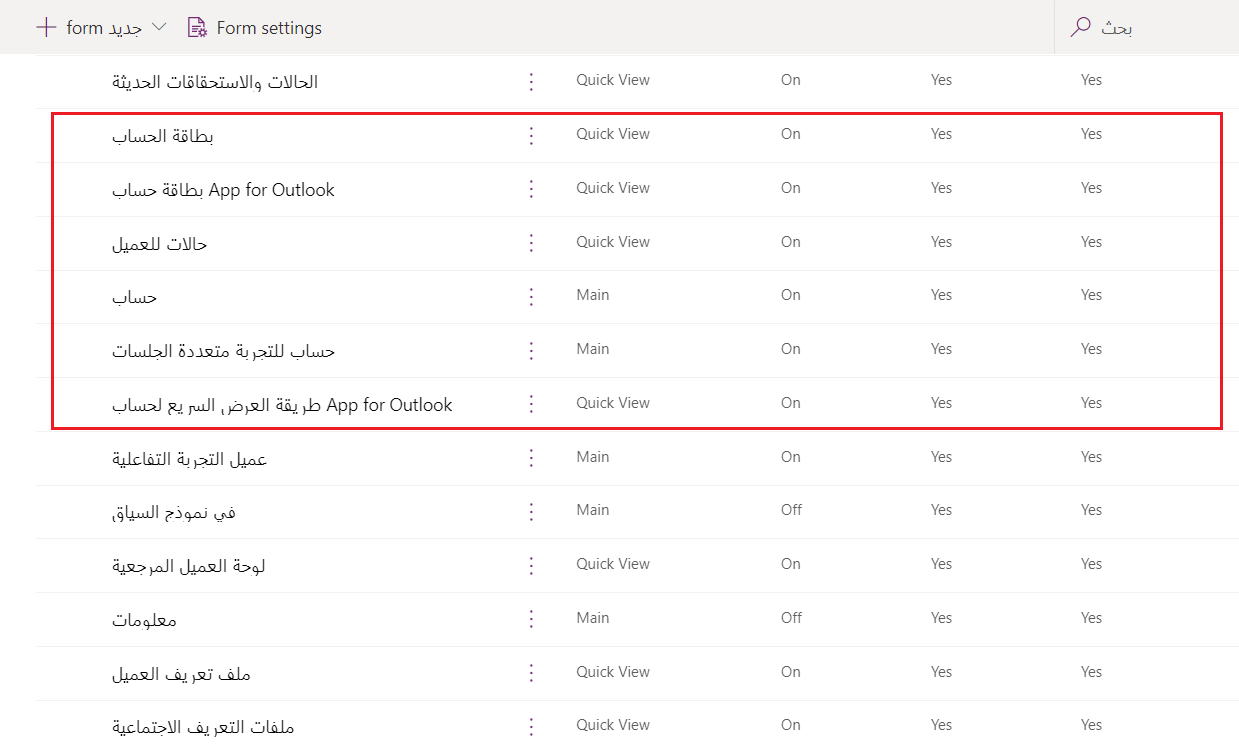 جديد form
Form settings
بحث
الحالات والاستحقاقات الحديثة Quick View On Yes Yes
بطاقة الحساب Quick View On Yes Yes
بطاقة حساب App for Outlook Quick View On Yes Yes
حالات للعميل Quick View On Yes Yes
حساب Main On Yes Yes
حساب للتجربة متعددة الجلسات Main On Yes Yes
طريقة العرض السريع لحساب App for Outlook Quick View On Yes Yes
عميل التجربة التفاعلية Main On Yes Yes
في نموذج السياق Main Off Yes Yes
لوحة العميل المرجعية Quick View On Yes Yes
معلومات Main Off Yes Yes
ملف تعريف العميل Quick View On Yes Yes
ملفات التعريف الاجتماعية Quick View On Yes Yes